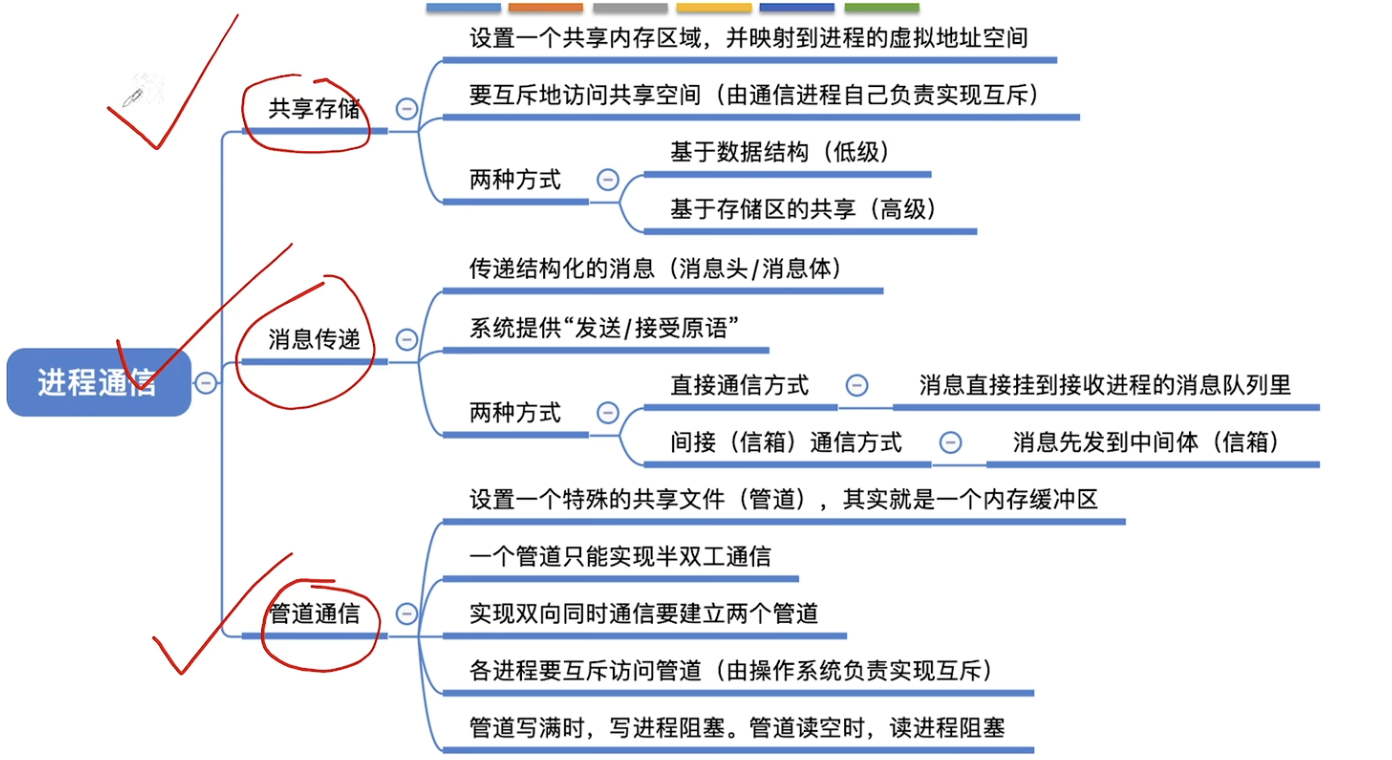 进程通信
共享存储
设置一个共享内存区域，并映射到进程的虚拟地址空间
要互斥地访问共享空间（由通信进程自己负责实现互斥）
两种方式
基于数据结构（低级）
基于存储区的共享（高级）
消息传递
传递结构化的消息（消息头/消息体）
系统提供“发送/接受原语”
两种方式
直接通信方式
消息直接挂到接收进程的消息队列里
间接（信箱）通信方式
消息先发到中间体（信箱）
管道通信
设置一个特殊的共享文件（管道），其实就是一个内存缓冲区
一个管道只能实现半双工通信
实现双向同时通信要建立两个管道
各进程要互斥访问管道（由操作系统负责实现互斥）
管道写满时，写进程阻塞。管道读空时，读进程阻塞